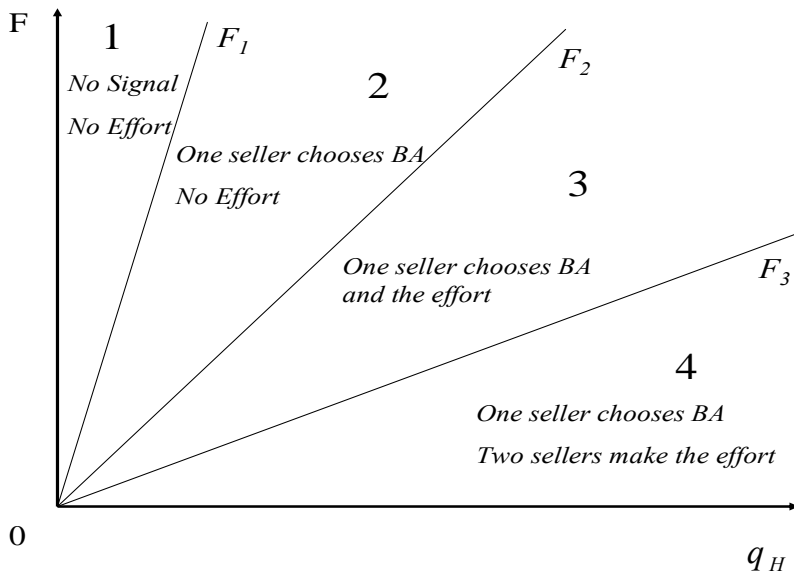 F
1
F1
F2
No Signal
2
No Effort
One seller chooses BA
No Effort
3
One seller chooses BA
and the effort
F3
4
One seller chooses BA
Two sellers make the effort
0
qH